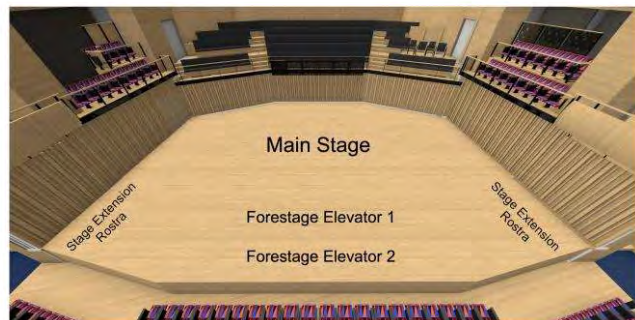 Main Stage
Stage Extension
Rostra
Stage Extension
Rostra
Forestage Elevator 1
Forestage Elevator 2